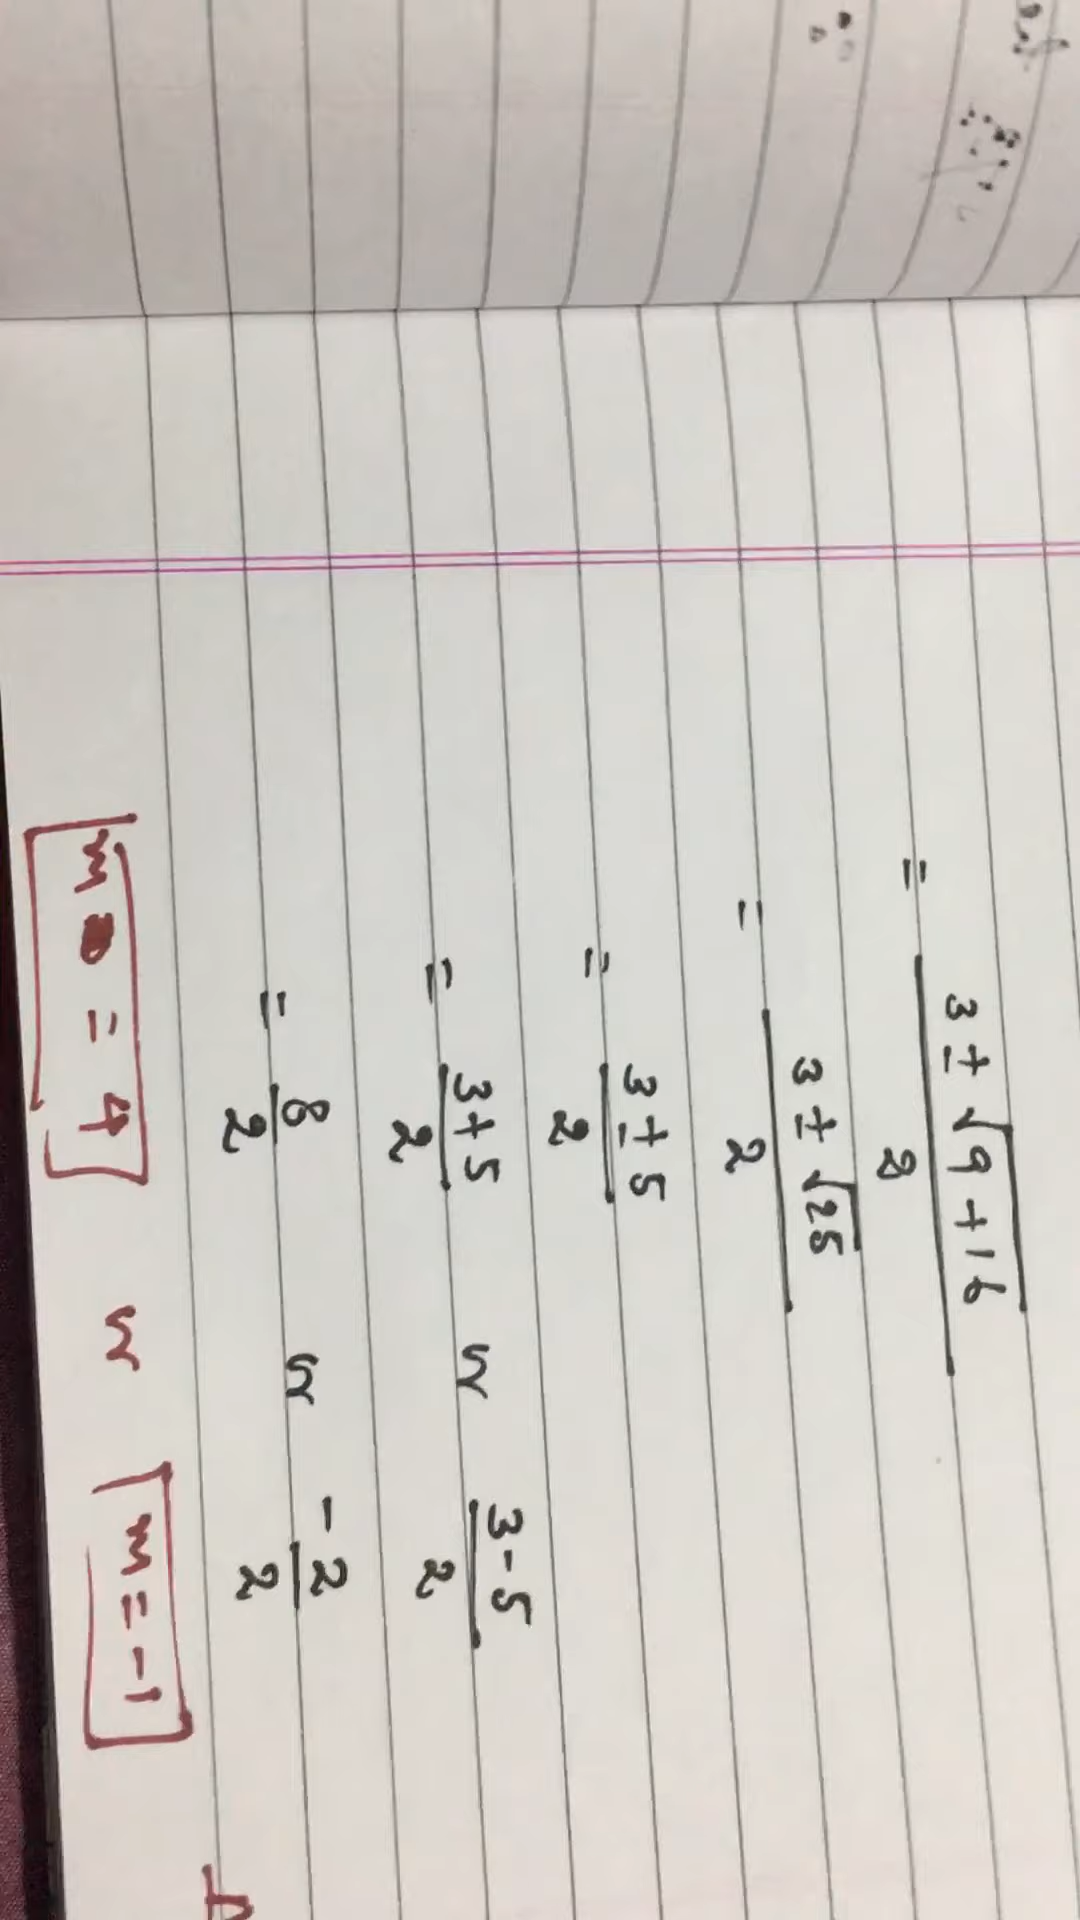 = 3 ± √9 + 16 / 2
= 3 ± √25 / 2
= 3 ± 5 / 2
= 3 + 5 / 2 or 3 - 5 / 2
= 8 / 2 or - 2 / 2
m = 4 or m = -1